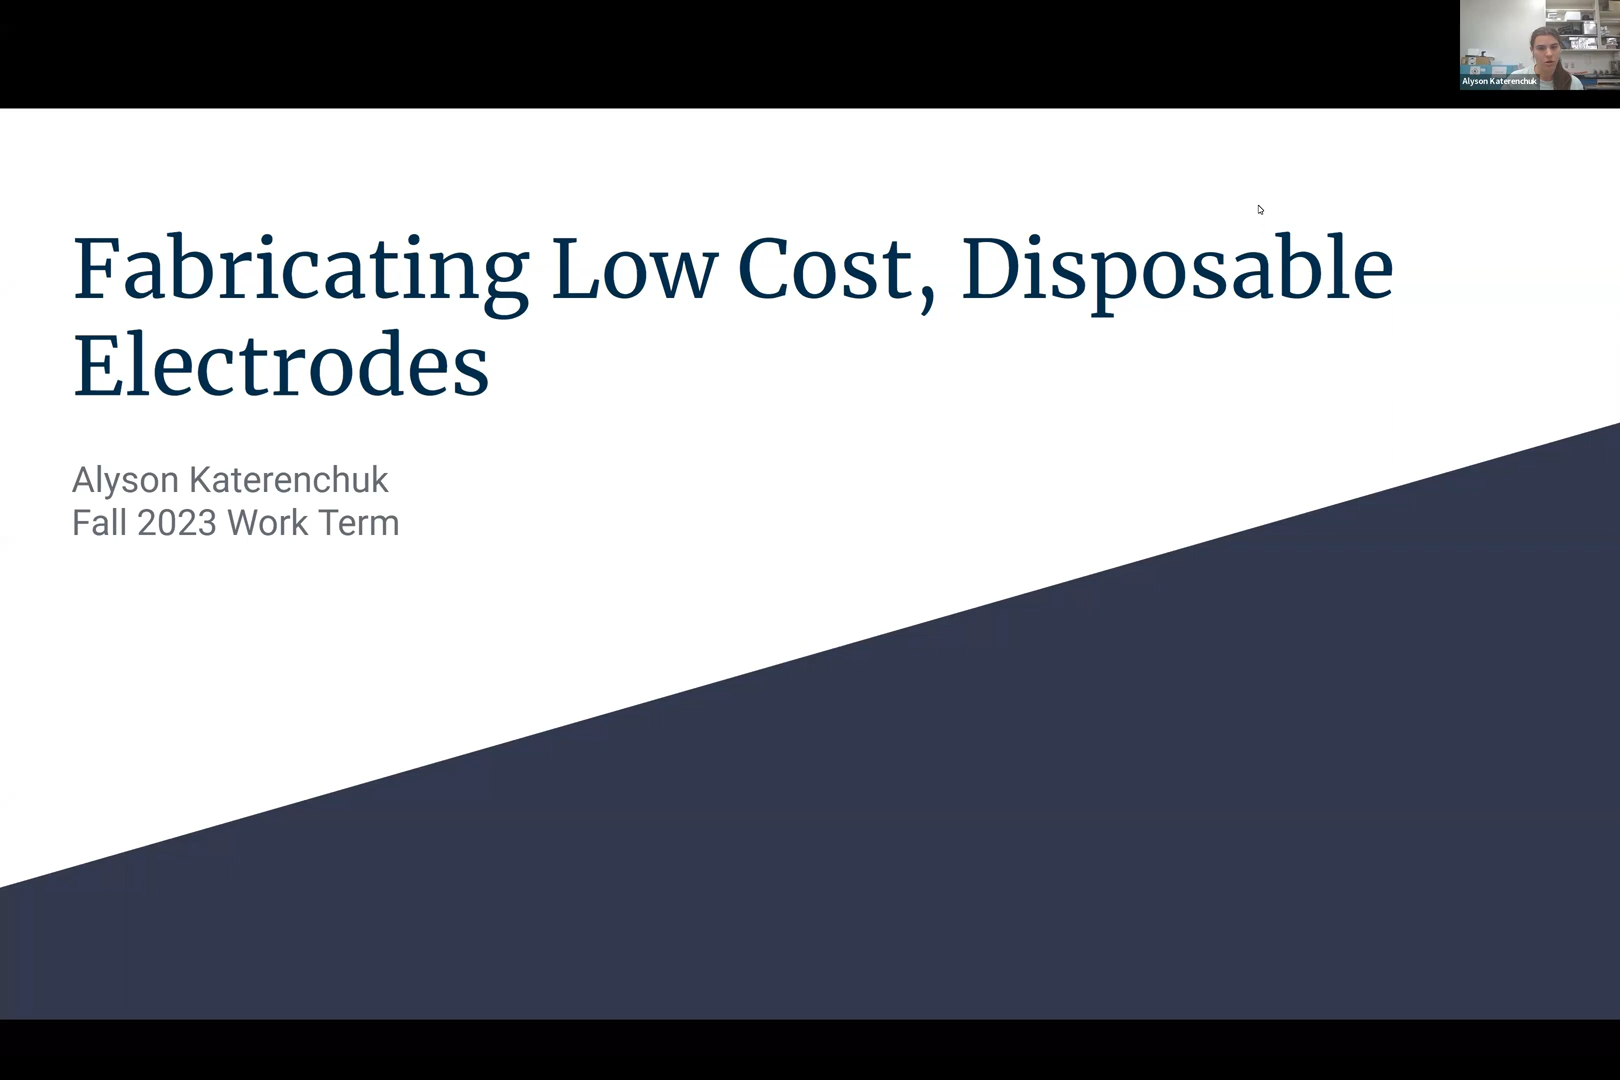 Alyson Katerenchuk
Fabricating Low Cost, Disposable
Electrodes
Alyson Katerenchuk
Fall 2023 Work Term